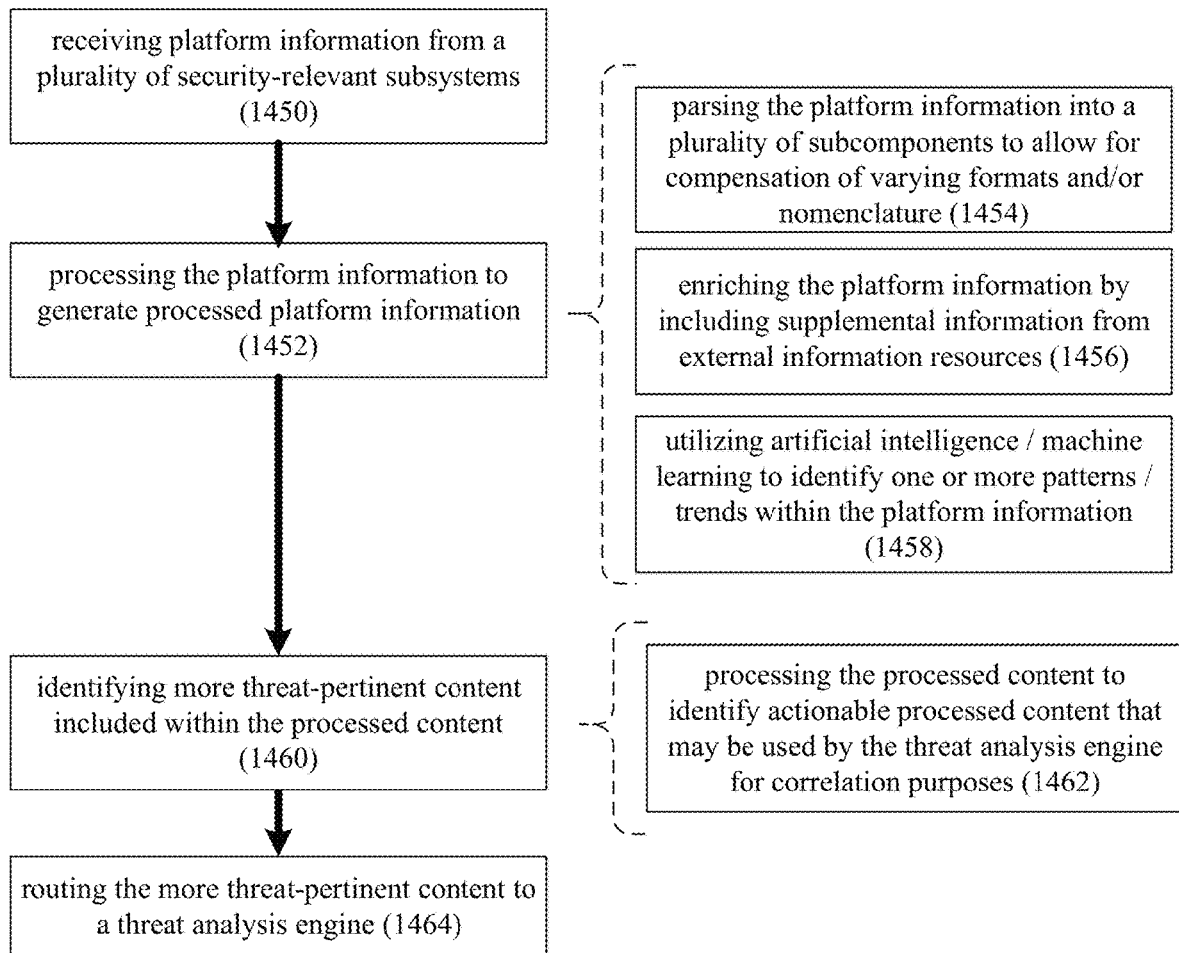 receiving platform information from a
plurality of security-relevant subsystems
(1450)
processing the platform information to
generate processed platform information
(1452)
parsing the platform information into a
plurality of subcomponents to allow for
compensation of varying formats and/or
nomenclature (1454)
enriching the platform information by
including supplemental information from
external information resources (1456)
utilizing artificial intelligence / machine
learning to identify one or more patterns /
trends within the platform information
(1458)
identifying more threat-pertinent content
included within the processed content
(1460)
processing the processed content to
identify actionable processed content that
may be used by the threat analysis engine
for correlation purposes (1462)
routing the more threat-pertinent content to
a threat analysis engine (1464)